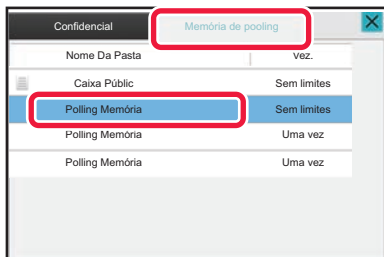 Confidencial Memória de pooling
Nome Da Pasta Vez.
Caixa Públic Sem limites
Polling Memória Sem limites
Polling Memória Uma vez
Polling Memória Uma vez